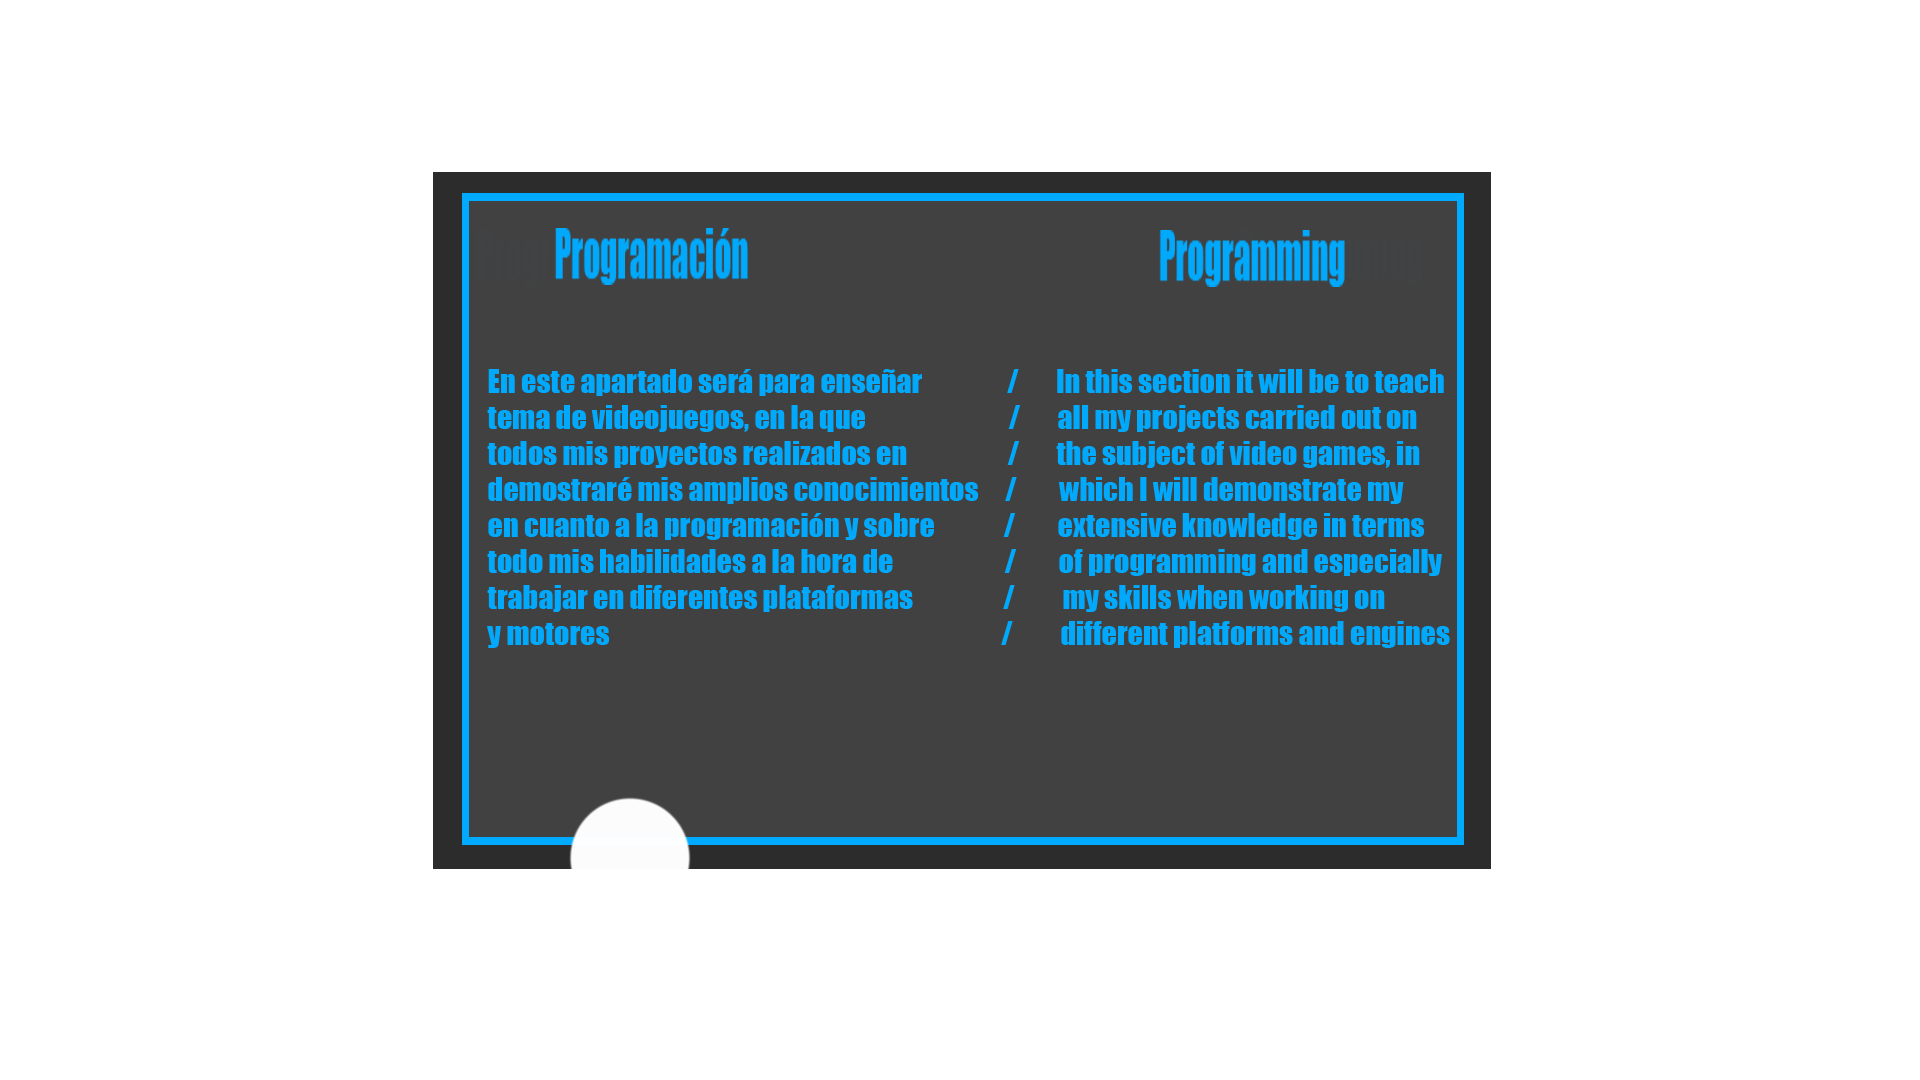 Programación
Programming
En este apartado será para enseñar / In this section it will be to teach
tema de videojuegos, en la que / all my projects carried out on
todos mis proyectos realizados en / the subject of video games, in
demostraré mis amplios conocimientos / which I will demonstrate my
en cuanto a la programación y sobre / extensive knowledge in terms
todo mis habilidades a la hora de / of programming and especially
trabajar en diferentes plataformas / my skills when working on
y motores / different platforms and engines